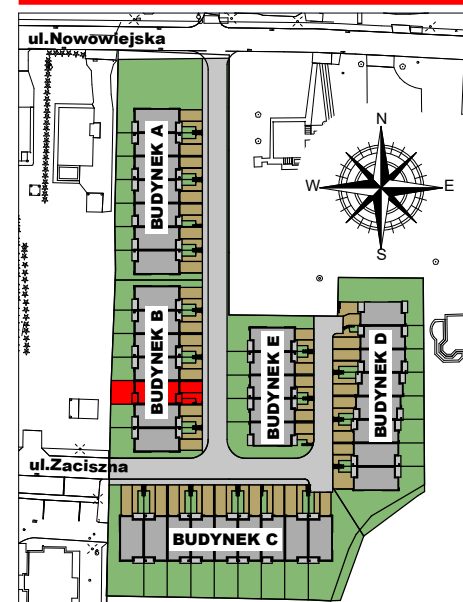 ul.Nowowiejska
BUDYNEK A
N
W
E
S
BUDYNEK B
BUDYNEK E
BUDYNEK D
ul.Zaciszna
BUDYNEK C